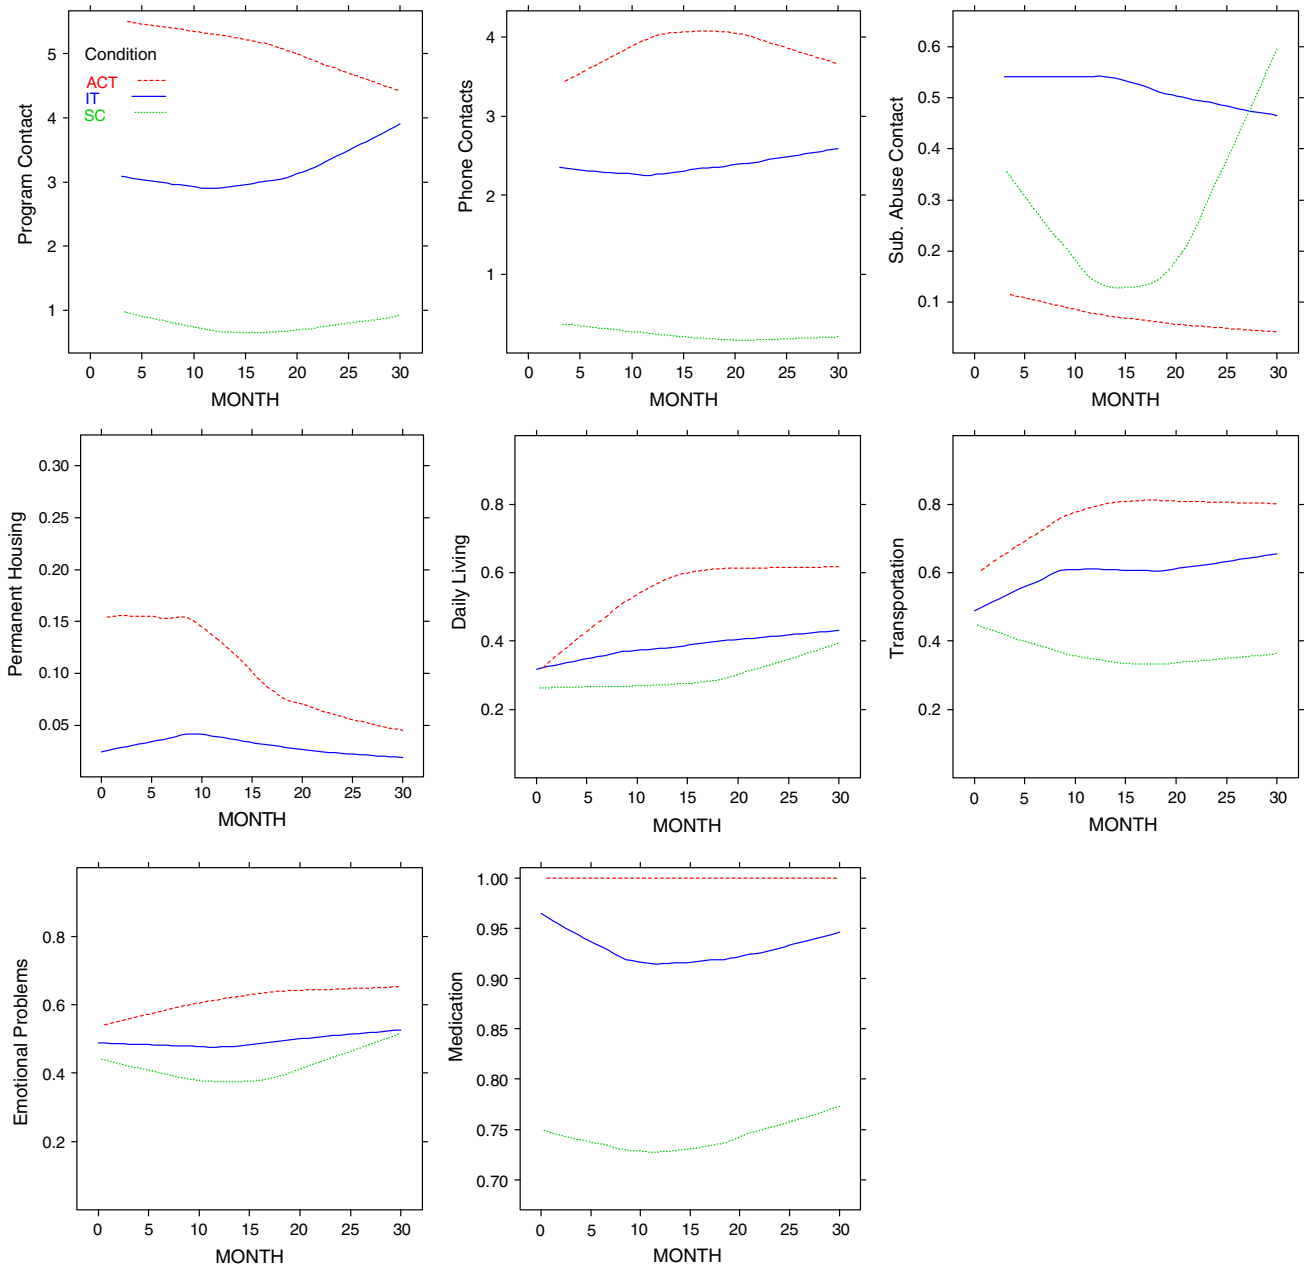 Program Contact
5
4
3
2
1
Condition
ACT
IT
SC
0 5 10 15 20 25 30
MONTH
Phone Contacts
4
3
2
1
0 5 10 15 20 25 30
MONTH
Sub. Abuse Contact
0.6
0.5
0.4
0.3
0.2
0.1
0 5 10 15 20 25 30
MONTH
Permanent Housing
0.30
0.25
0.20
0.15
0.10
0.05
0 5 10 15 20 25 30
MONTH
Daily Living
0.8
0.6
0.4
0.2
0 5 10 15 20 25 30
MONTH
Transportation
0.8
0.6
0.4
0.2
0 5 10 15 20 25 30
MONTH
Emotional Problems
0.8
0.6
0.4
0.2
0 5 10 15 20 25 30
MONTH
Medication
1.00
0.95
0.90
0.85
0.80
0.75
0.70
0 5 10 15 20 25 30
MONTH